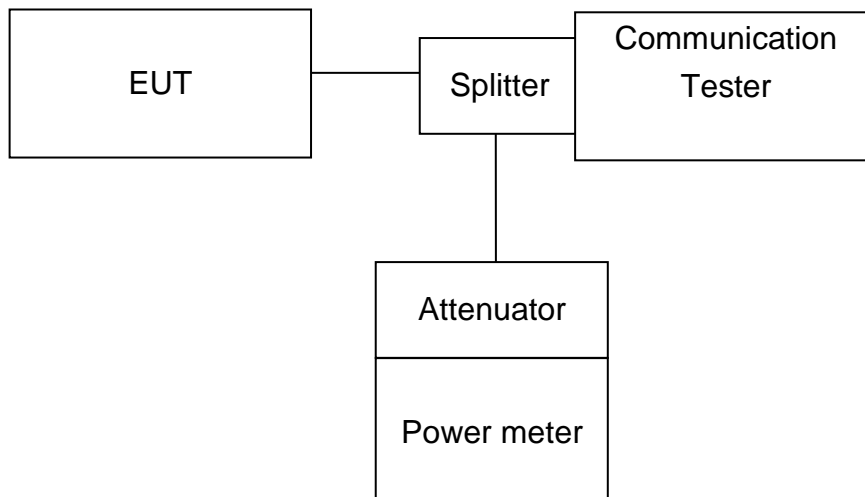 EUT
Splitter
Communication
Tester
Attenuator
Power meter